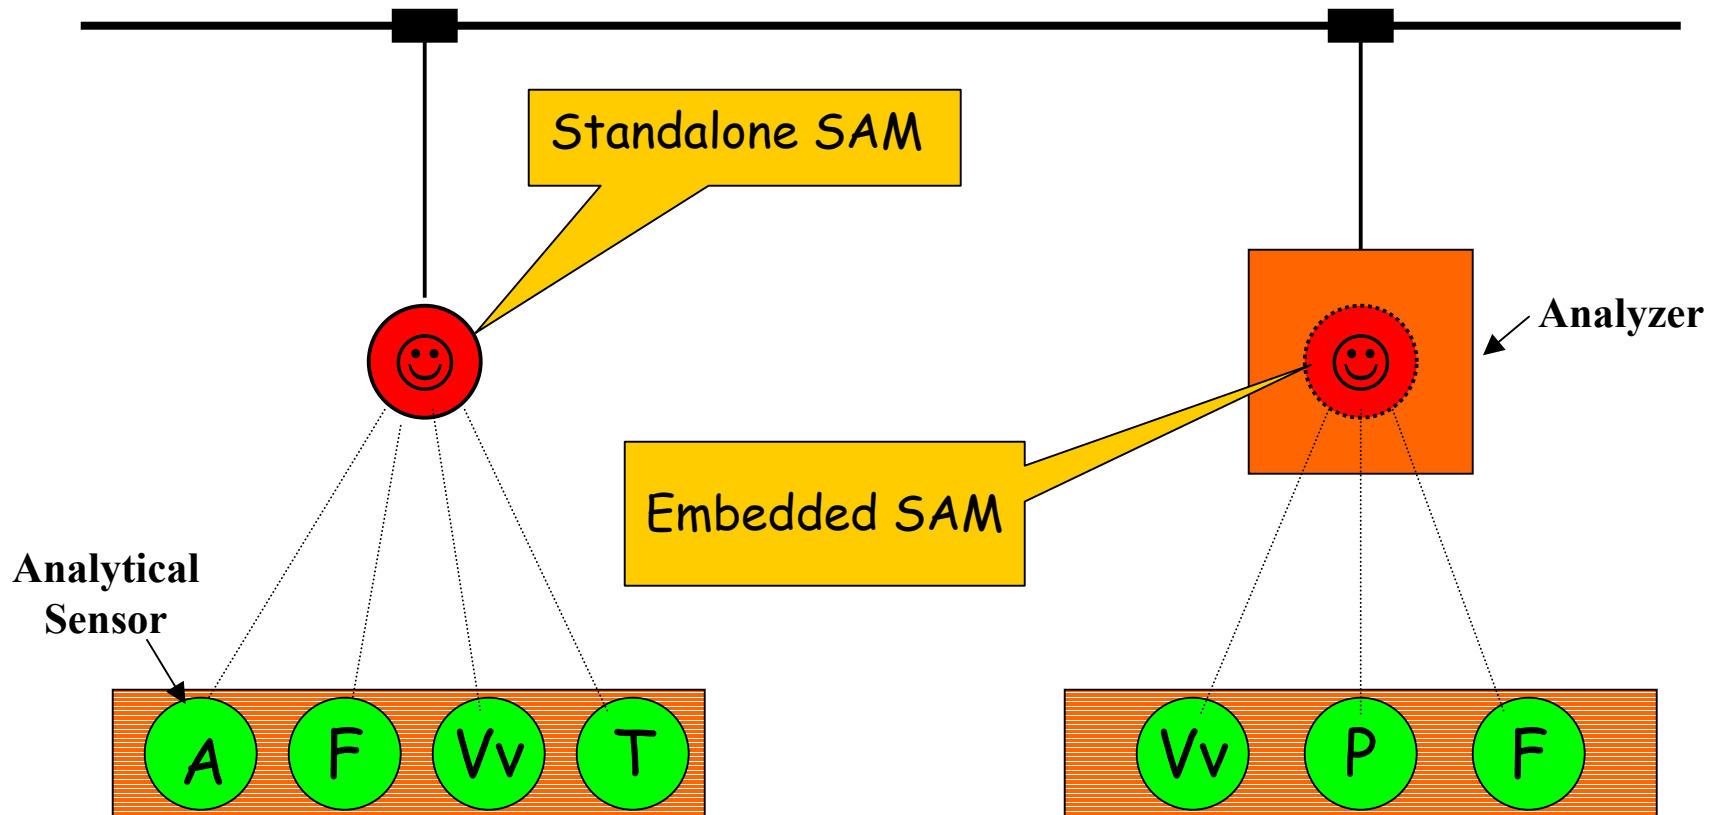 Standalone SAM
Analyzer
Embedded SAM
Analytical
Sensor
A F Vv T
Vv P F